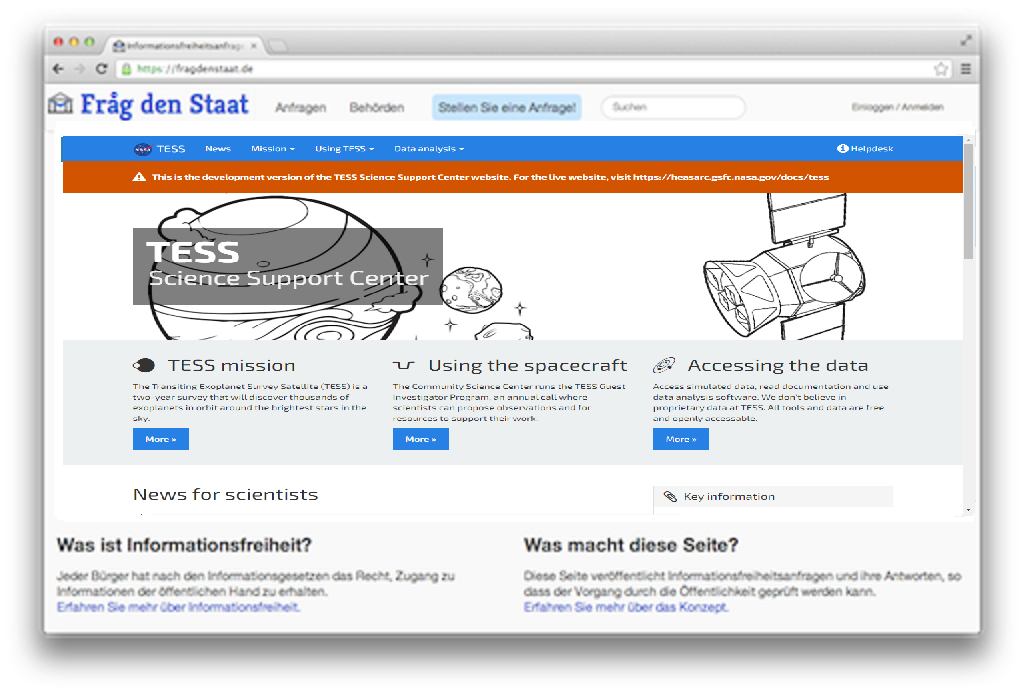 Informationsfreiheitsanfrage ×
https://fragdenstaat.de
Fråg den Staat Anfragen Behörden Stellen Sie eine Anfrage! Suchen Einloggen / Anmelden
NASA TESS News Mission Using TESS Data analysis Helpdesk
This is the development version of the TESS Science Support Center website. For the live website, visit https://heasarc.gsfc.nasa.gov/docs/tess
TESS
Science Support Center
TESS mission
The Transiting Exoplanet Survey Satellite (TESS) is a
two-year survey that will discover thousands of
exoplanets in orbit around the brightest stars in the
sky.
More »
Using the spacecraft
The Community Science Center runs the TESS Guest
Investigator Program, an annual call where
scientists can propose observations and for
resources to support their work.
More »
Accessing the data
Access simulated data, read documentation and use
data analysis software. We don't believe in
proprietary data at TESS. All tools and data are free
and openly accessable.
More »
News for scientists
Key information
Was ist Informationsfreiheit?
Jeder Bürger hat nach den Informationsgesetzen das Recht, Zugang zu
Informationen der öffentlichen Hand zu erhalten.
Erfahren Sie mehr über Informationsfreiheit.
Was macht diese Seite?
Diese Seite veröffentlicht Informationsfreiheitsanfragen und ihre Antworten, so
dass der Vorgang durch die Öffentlichkeit geprüft werden kann.
Erfahren Sie mehr über das Konzept.